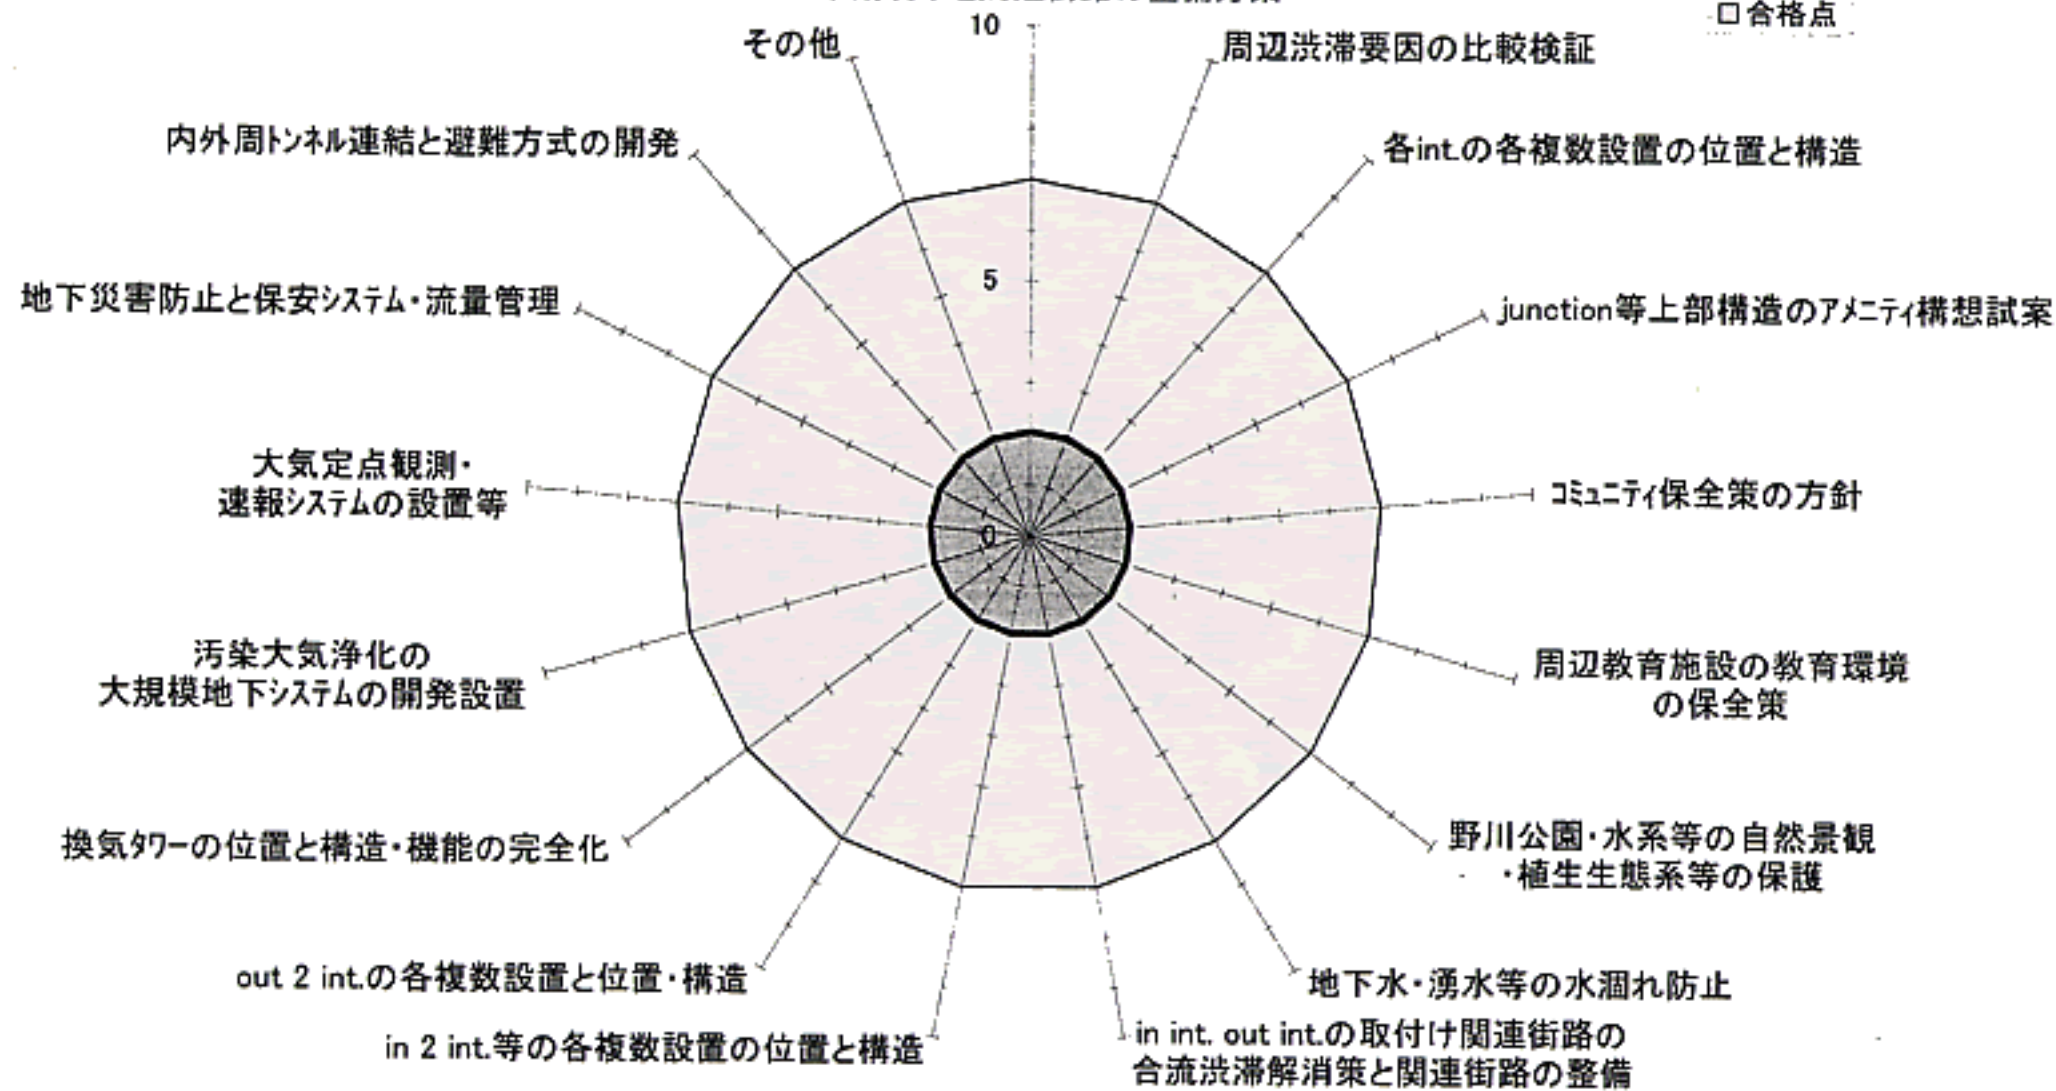 10
□合格点
その他
周辺渋滞要因の比較検証
内外周ﾄﾝﾈﾙ連結と避難方式の開発
各int.の各複数設置の位置と構造
5
地下災害防止と保安ｼｽﾃﾑ・流量管理
junction等上部構造のｱﾒﾆﾃｨ構想試案
大気定点観測・
速報ｼｽﾃﾑの設置等
ｺﾐｭﾆﾃｨ保全策の方針
0
汚染大気浄化の
大規模地下ｼｽﾃﾑの開発設置
周辺教育施設の教育環境
の保全策
換気ﾀﾜｰの位置と構造・機能の完全化
野川公園・水系等の自然景観
・植生生態系等の保護
out 2 int.の各複数設置と位置・構造
地下水・湧水等の水涸れ防止
in 2 int.等の各複数設置の位置と構造
in int. out int.の取付け関連街路の
合流渋滞解消策と関連街路の整備